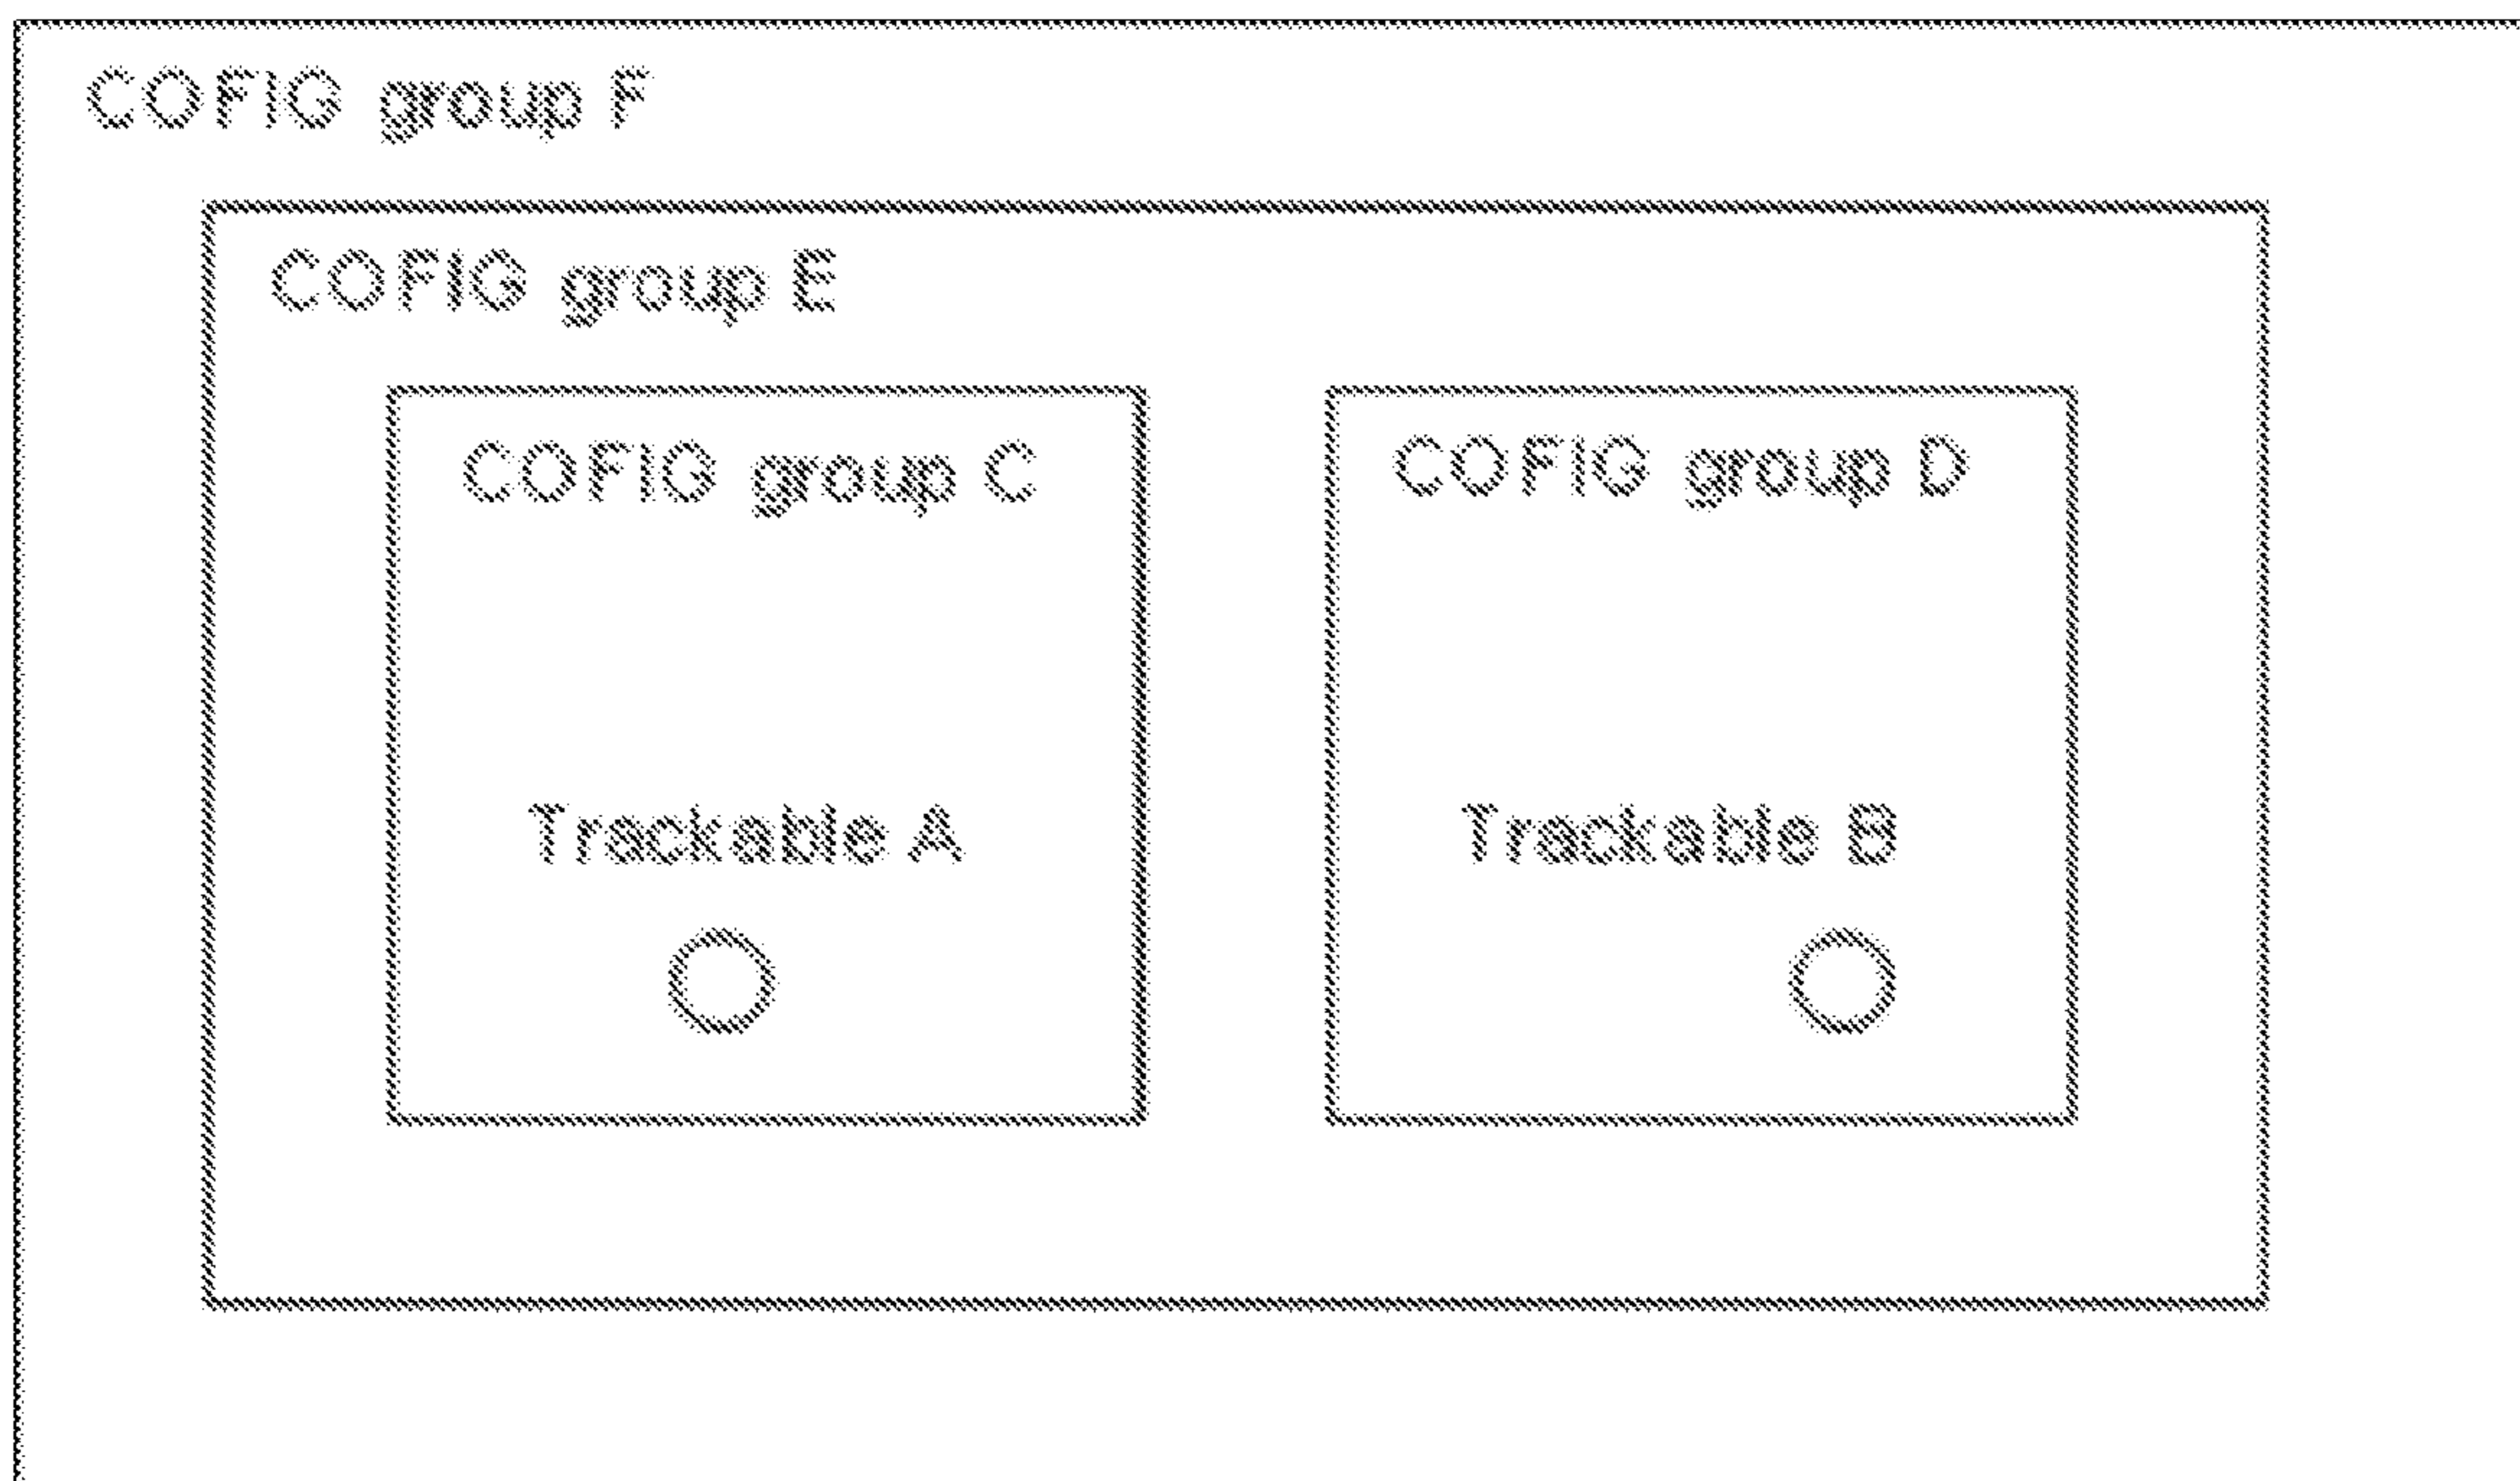 COFIG group F
COFIG group E
COFIG group C
COFIG group D
Trackable A
Trackable B